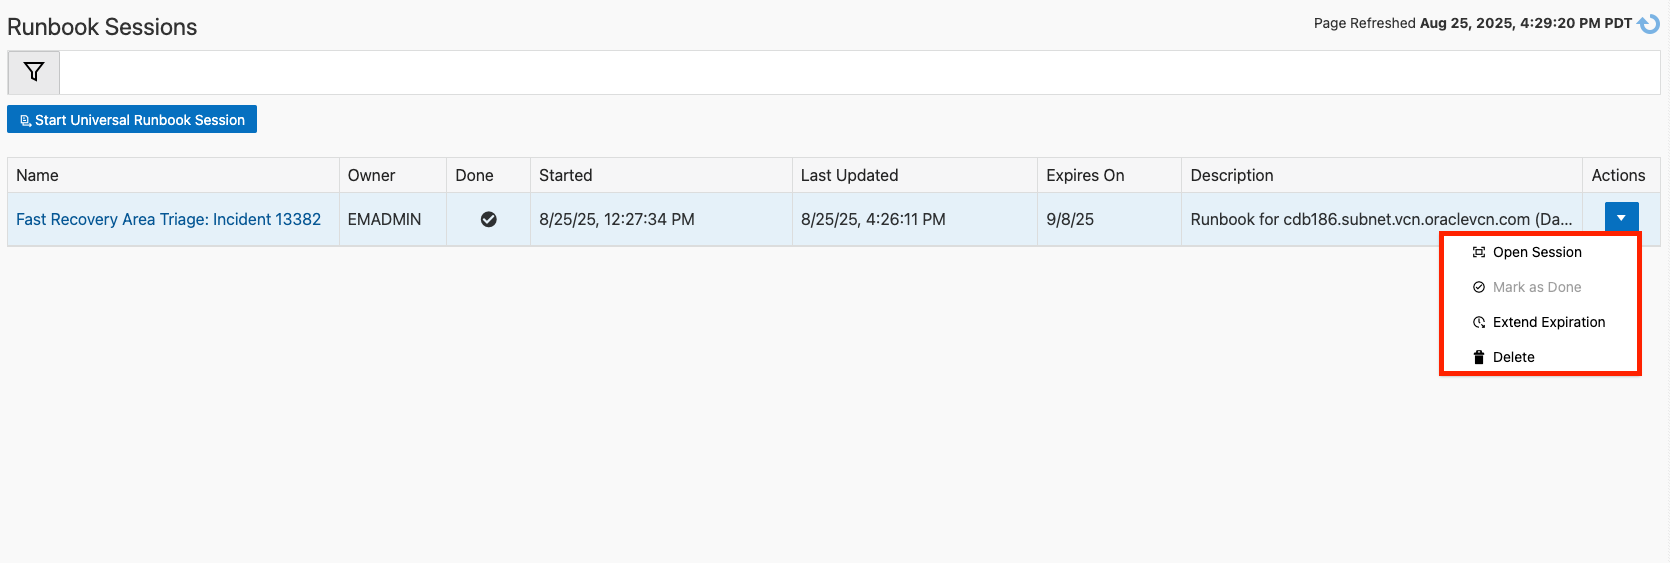 Runbook Sessions
Page Refreshed Aug 25, 2025, 4:29:20 PM PDT
Start Universal Runbook Session
Name Owner Done Started Last Updated Expires On Description Actions
Fast Recovery Area Triage: Incident 13382 EMADMIN 8/25/25, 12:27:34 PM 8/25/25, 4:26:11 PM 9/8/25 Runbook for cdb186.subnet.vcn.oraclevcn.com (Da...
Open Session
Mark as Done
Extend Expiration
Delete